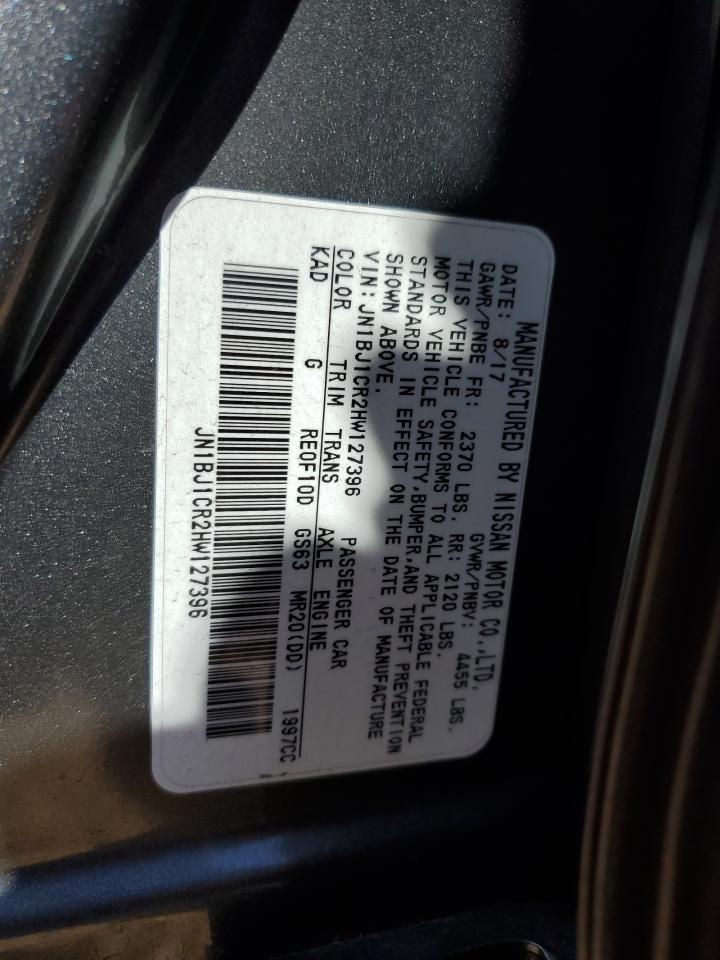 MANUFACTURED BY NISSAN MOTOR CO.,LTD.
DATE: 8/17 GVWR/PNBV: 4455 LBS.
GAWR/PNBE FR: 2370 LBS. RR: 2120 LBS.
THIS VEHICLE CONFORMS TO ALL APPLICABLE FEDERAL
MOTOR VEHICLE SAFETY,BUMPER,AND THEFT PREVENTION
STANDARDS IN EFFECT ON THE DATE OF MANUFACTURE
SHOWN ABOVE.
VIN:JN1BJ1CR2HW127396 PASSENGER CAR
COLOR TRIM TRANS AXLE ENGINE
KAD G RE0F10D GS63 MR20(DD) 1997CC
JN1BJ1CR2HW127396